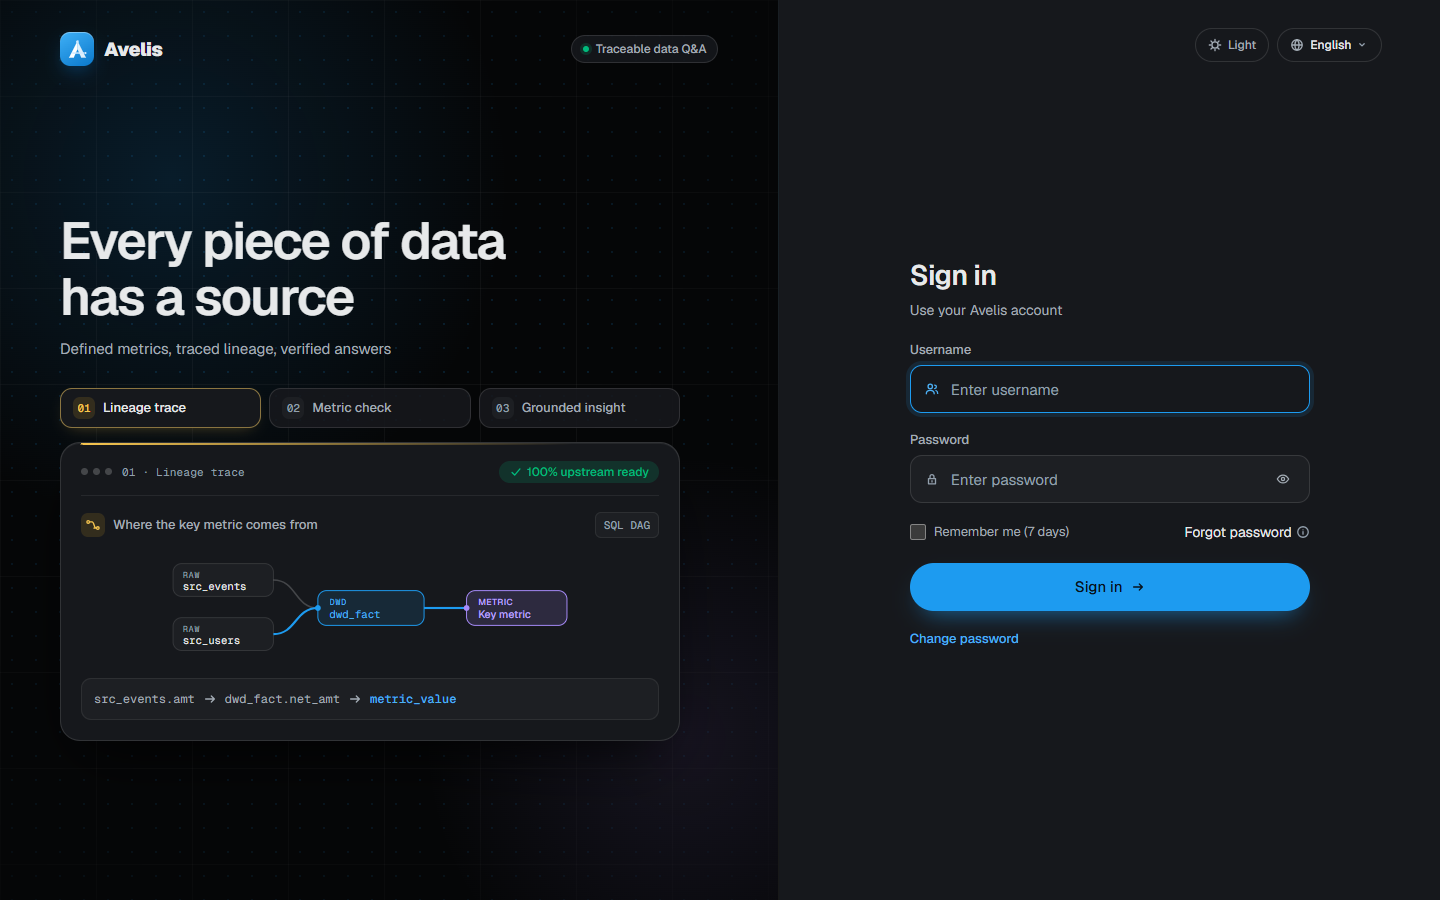 Avelis
Traceable data Q&A
Every piece of data
has a source
Defined metrics, traced lineage, verified answers
01 Lineage trace
02 Metric check
03 Grounded insight
01 · Lineage trace
100% upstream ready
Where the key metric comes from
SQL DAG
RAW
src_events
RAW
src_users
DWD
dwd_fact
METRIC
Key metric
src_events.amt → dwd_fact.net_amt → metric_value
Light
English
Sign in
Use your Avelis account
Username
Enter username
Password
Enter password
Remember me (7 days)
Forgot password
Sign in →
Change password